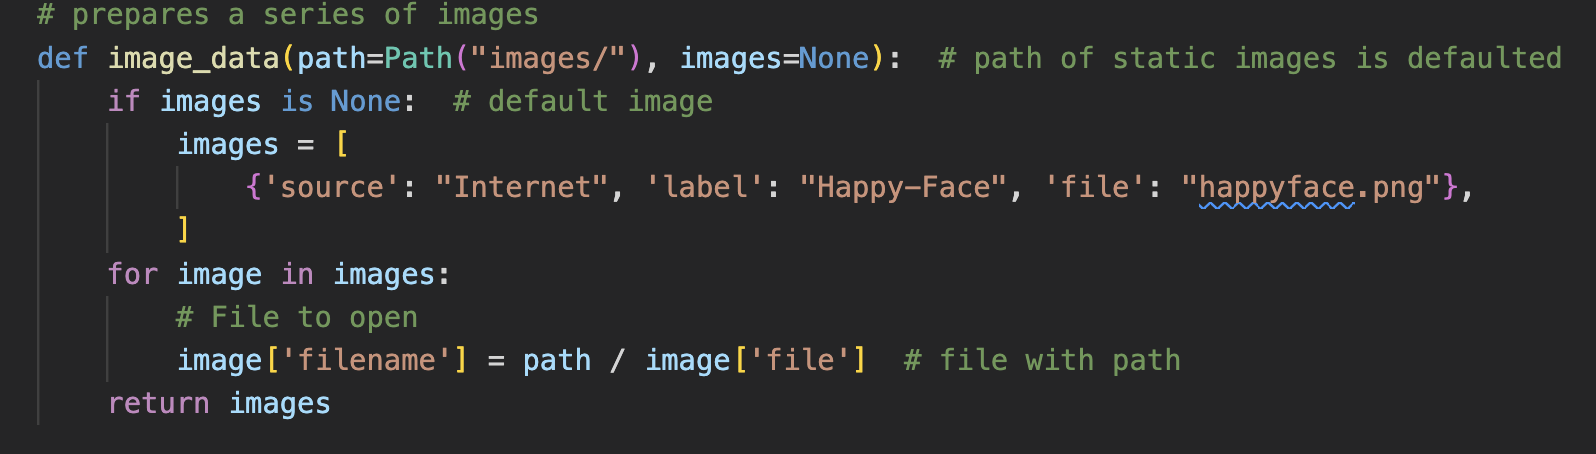 # prepares a series of images
def image_data(path=Path("images/"), images=None):  # path of static images is defaulted
    if images is None:  # default image
        images = [
            {'source': "Internet", 'label': "Happy-Face", 'file': "happyface.png"},
        ]
    for image in images:
        # File to open
        image['filename'] = path / image['file']  # file with path
    return images